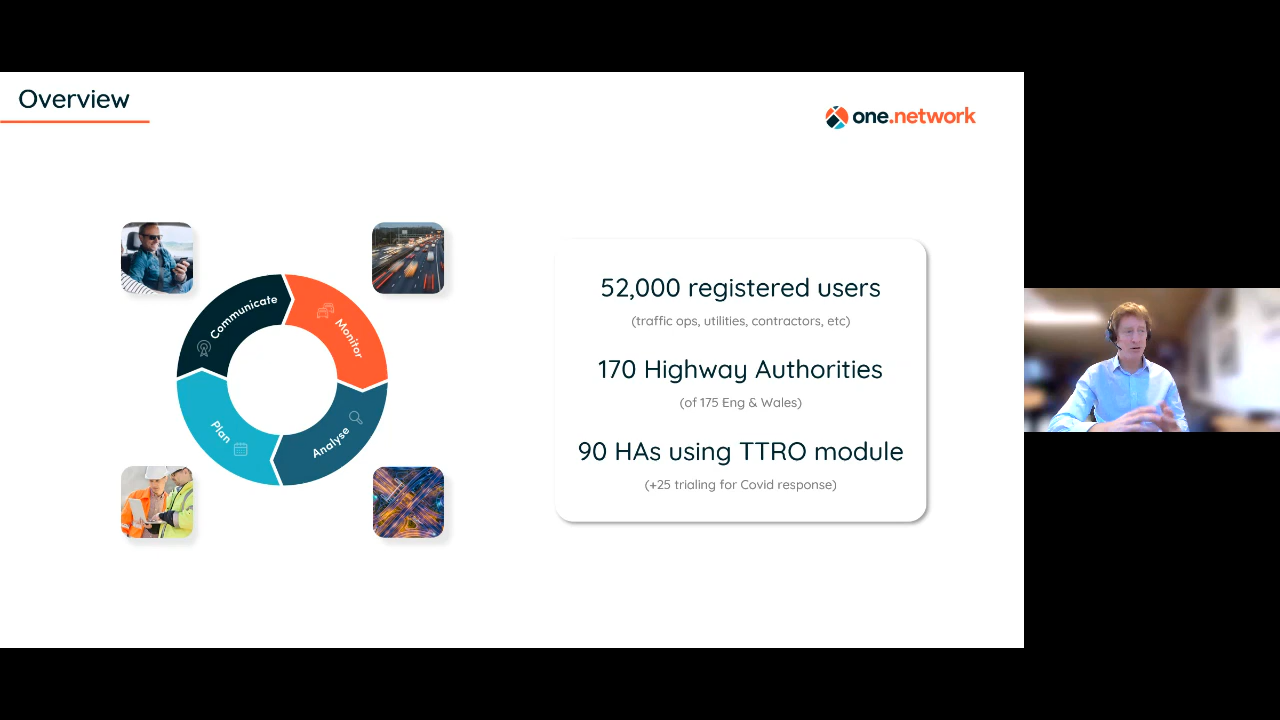 Overview
one.network
Communicate
Monitor
Plan
Analyse
52,000 registered users
(traffic ops, utilities, contractors, etc)
170 Highway Authorities
(of 175 Eng & Wales)
90 HAs using TTRO module
(+25 trialing for Covid response)